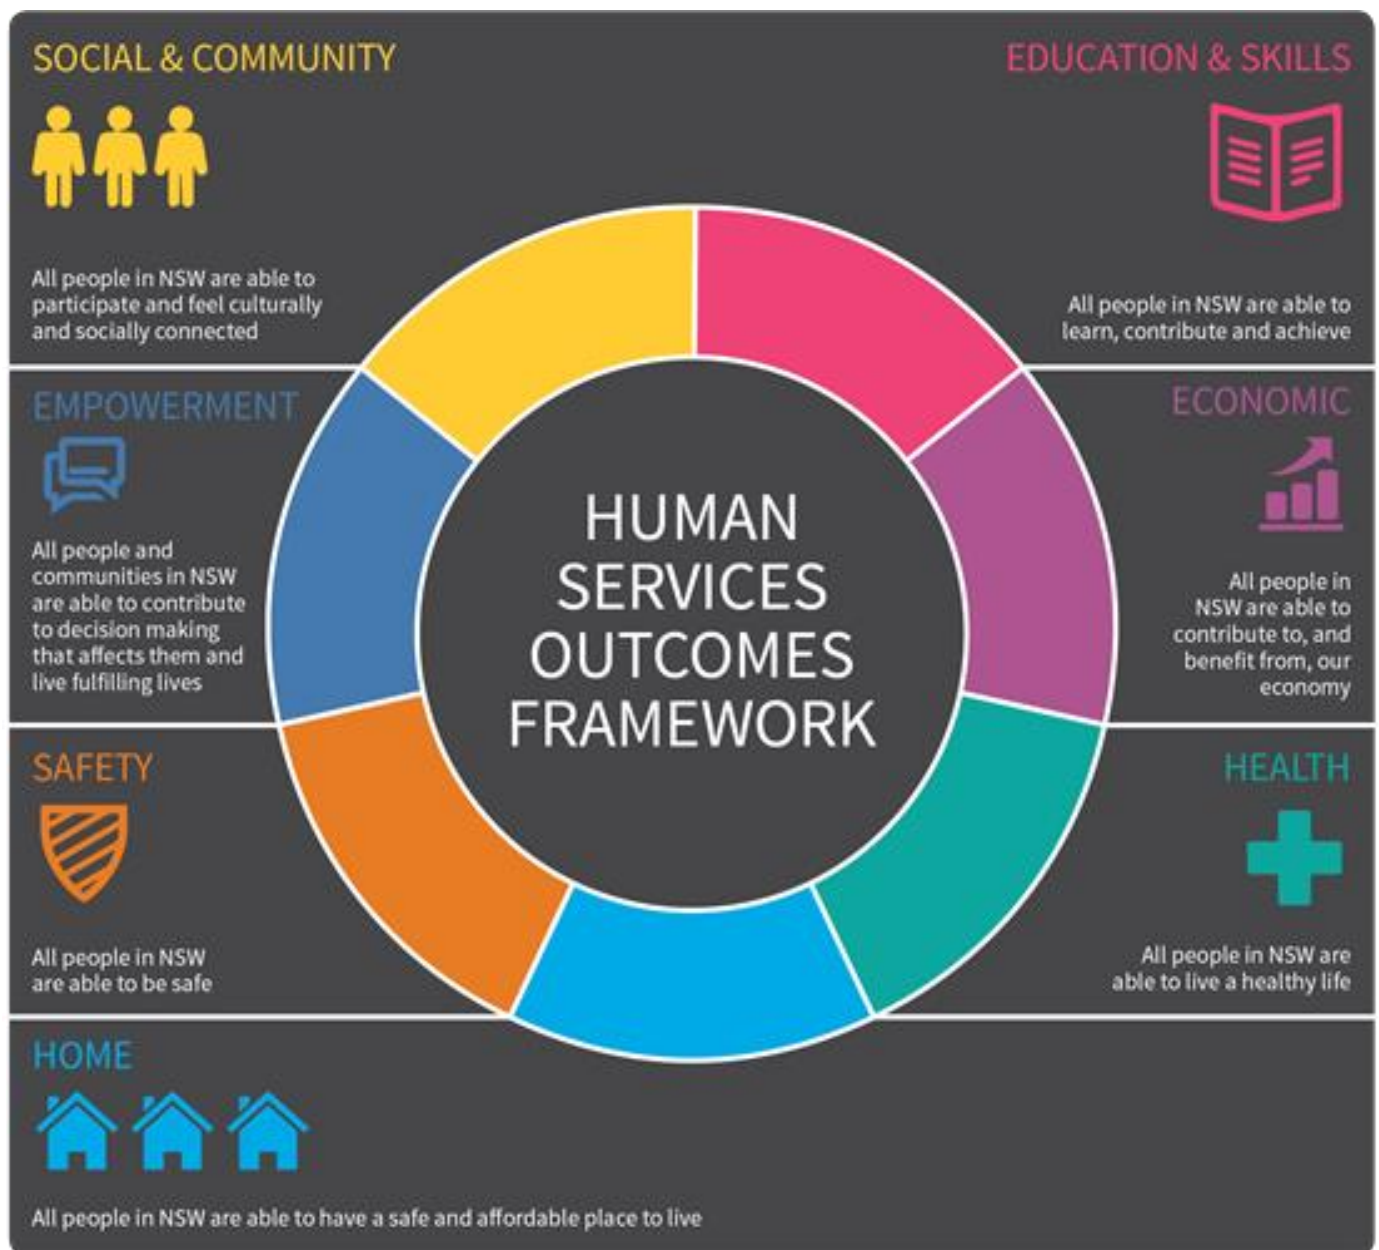 SOCIAL & COMMUNITY
All people in NSW are able to
participate and feel culturally
and socially connected
EDUCATION & SKILLS
All people in NSW are able to
learn, contribute and achieve
EMPOWERMENT
All people and
communities in NSW
are able to contribute
to decision making
that affects them and
live fulfilling lives
HUMAN
SERVICES
OUTCOMES
FRAMEWORK
ECONOMIC
All people in
NSW are able to
contribute to, and
benefit from, our
economy
SAFETY
All people in NSW
are able to be safe
HEALTH
All people in NSW are
able to live a healthy life
HOME
All people in NSW are able to have a safe and affordable place to live